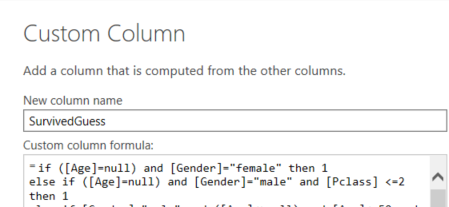 Custom Column
Add a column that is computed from the other columns.
New column name
SurvivedGuess
Custom column formula:
=if ([Age]=null) and [Gender]="female" then 1
else if ([Age]=null) and [Gender]="male" and [Pclass] <=2
then 1